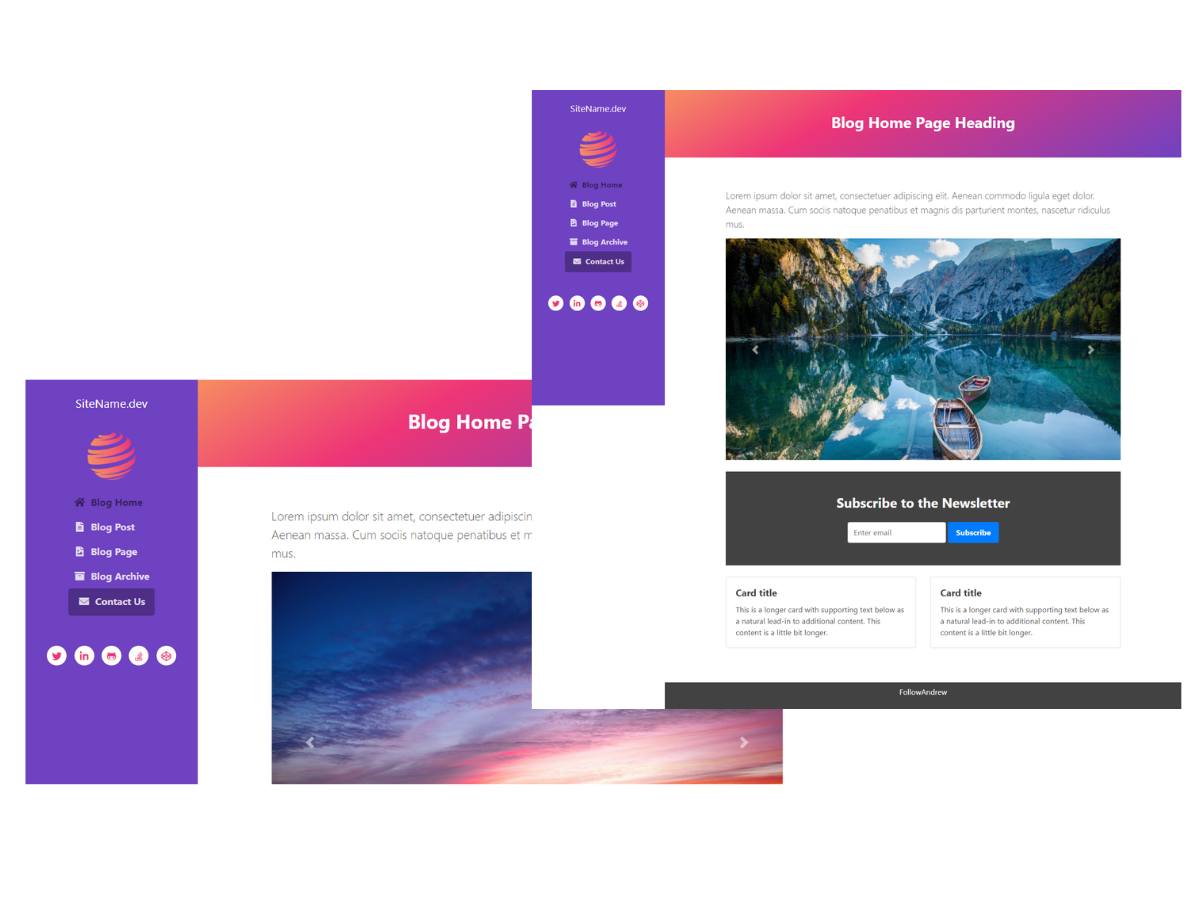 SiteName.dev
Blog Home
Blog Post
Blog Page
Blog Archive
Contact Us
Blog Home Page Heading
Lorem ipsum dolor sit amet, consectetuer adipiscing elit. Aenean commodo ligula eget dolor.
Aenean massa. Cum sociis natoque penatibus et magnis dis parturient montes, nascetur ridiculus
mus.
Subscribe to the Newsletter
Enter email
Subscribe
Card title
This is a longer card with supporting text below as
a natural lead-in to additional content. This
content is a little bit longer.
Card title
This is a longer card with supporting text below as
a natural lead-in to additional content. This
content is a little bit longer.
FollowAndrew
SiteName.dev
Blog Home
Blog Post
Blog Page
Blog Archive
Contact Us
Blog Home P
Lorem ipsum dolor sit amet, consectetuer adipiscin
Aenean massa. Cum sociis natoque penatibus et m
mus.